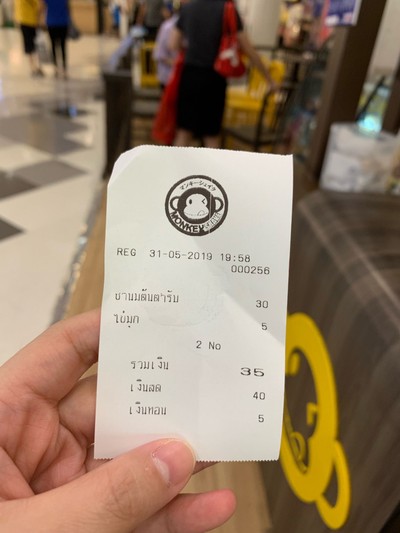 モンキーシェイク
MONKEY SHAKE
REG 31-05-2019 19:58
000256
ชานมต้นตำรับ 30
ไข่มุก 5
2 No
รวมเงิน 35
เงินสด 40
เงินทอน 5